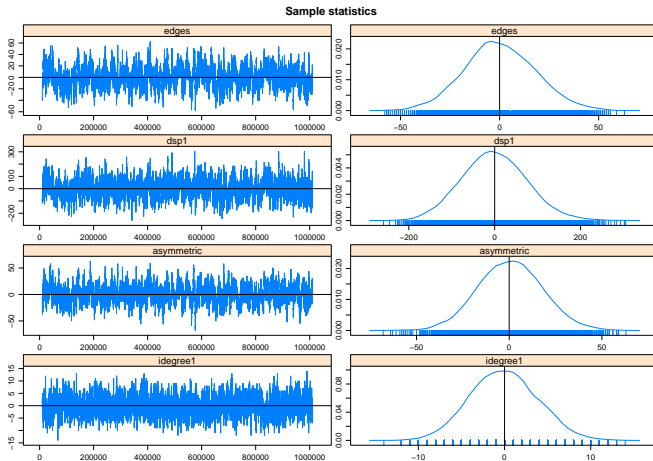 Sample statistics
edges
edges
−60 −20 0 20 40 60
0 200000 400000 600000 800000 1000000
0.000 0.010 0.020
−50 0 50
dsp1
dsp1
−200 0 100 300
0 200000 400000 600000 800000 1000000
0.000 0.002 0.004
−200 0 200
asymmetric
asymmetric
−50 0 50
0 200000 400000 600000 800000 1000000
0.000 0.010 0.020
−50 0 50
idegree1
idegree1
−15 −5 0 5 10 15
0 200000 400000 600000 800000 1000000
0.00 0.04 0.08
−10 0 10